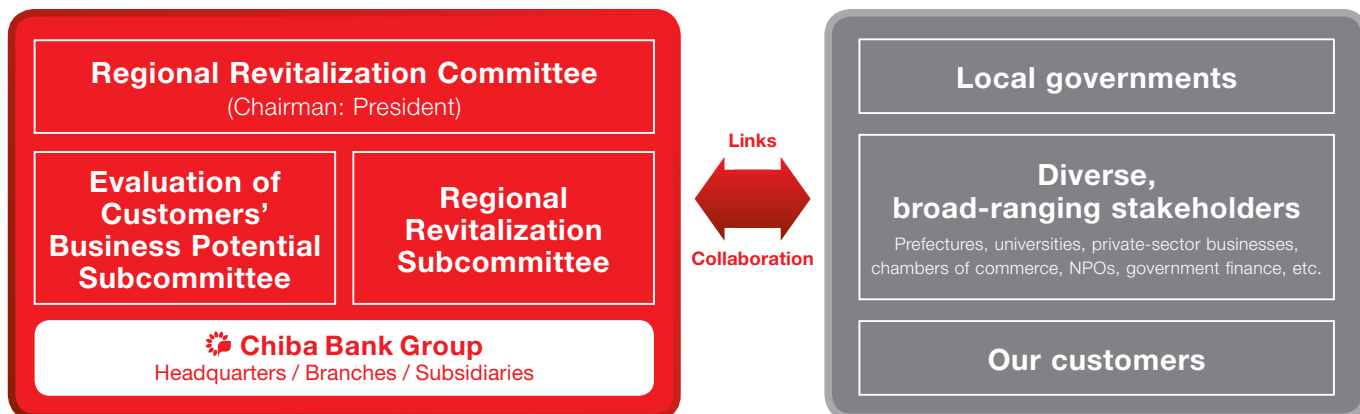 Regional Revitalization Committee
(Chairman: President)
Evaluation of
Customers’
Business Potential
Subcommittee
Regional
Revitalization
Subcommittee
Chiba Bank Group
Headquarters / Branches / Subsidiaries
Links
Collaboration
Local governments
Diverse,
broad-ranging stakeholders
Prefectures, universities, private-sector businesses,
chambers of commerce, NPOs, government finance, etc.
Our customers